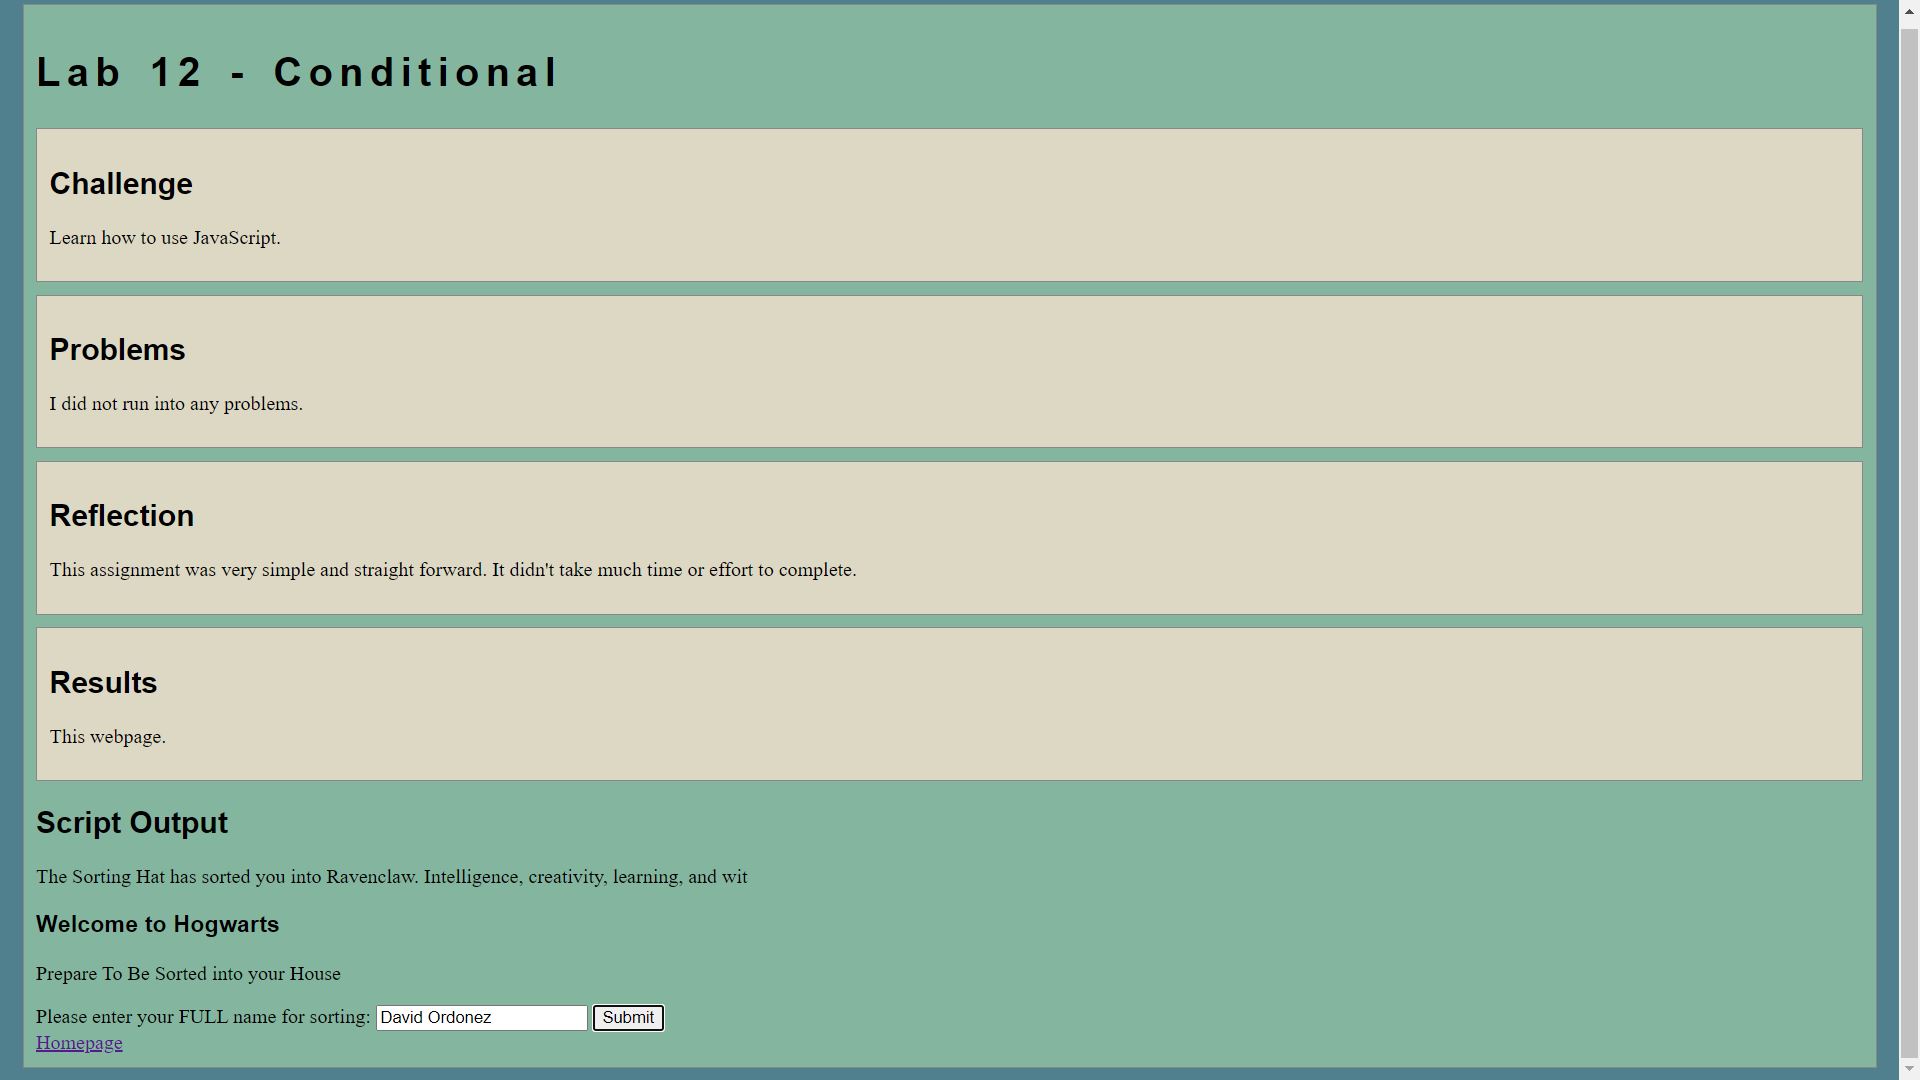 Lab 12 - Conditional
Challenge
Learn how to use JavaScript.
Problems
I did not run into any problems.
Reflection
This assignment was very simple and straight forward. It didn't take much time or effort to complete.
Results
This webpage.
Script Output
The Sorting Hat has sorted you into Ravenclaw. Intelligence, creativity, learning, and wit
Welcome to Hogwarts
Prepare To Be Sorted into your House
Please enter your FULL name for sorting: David Ordonez Submit
Homepage